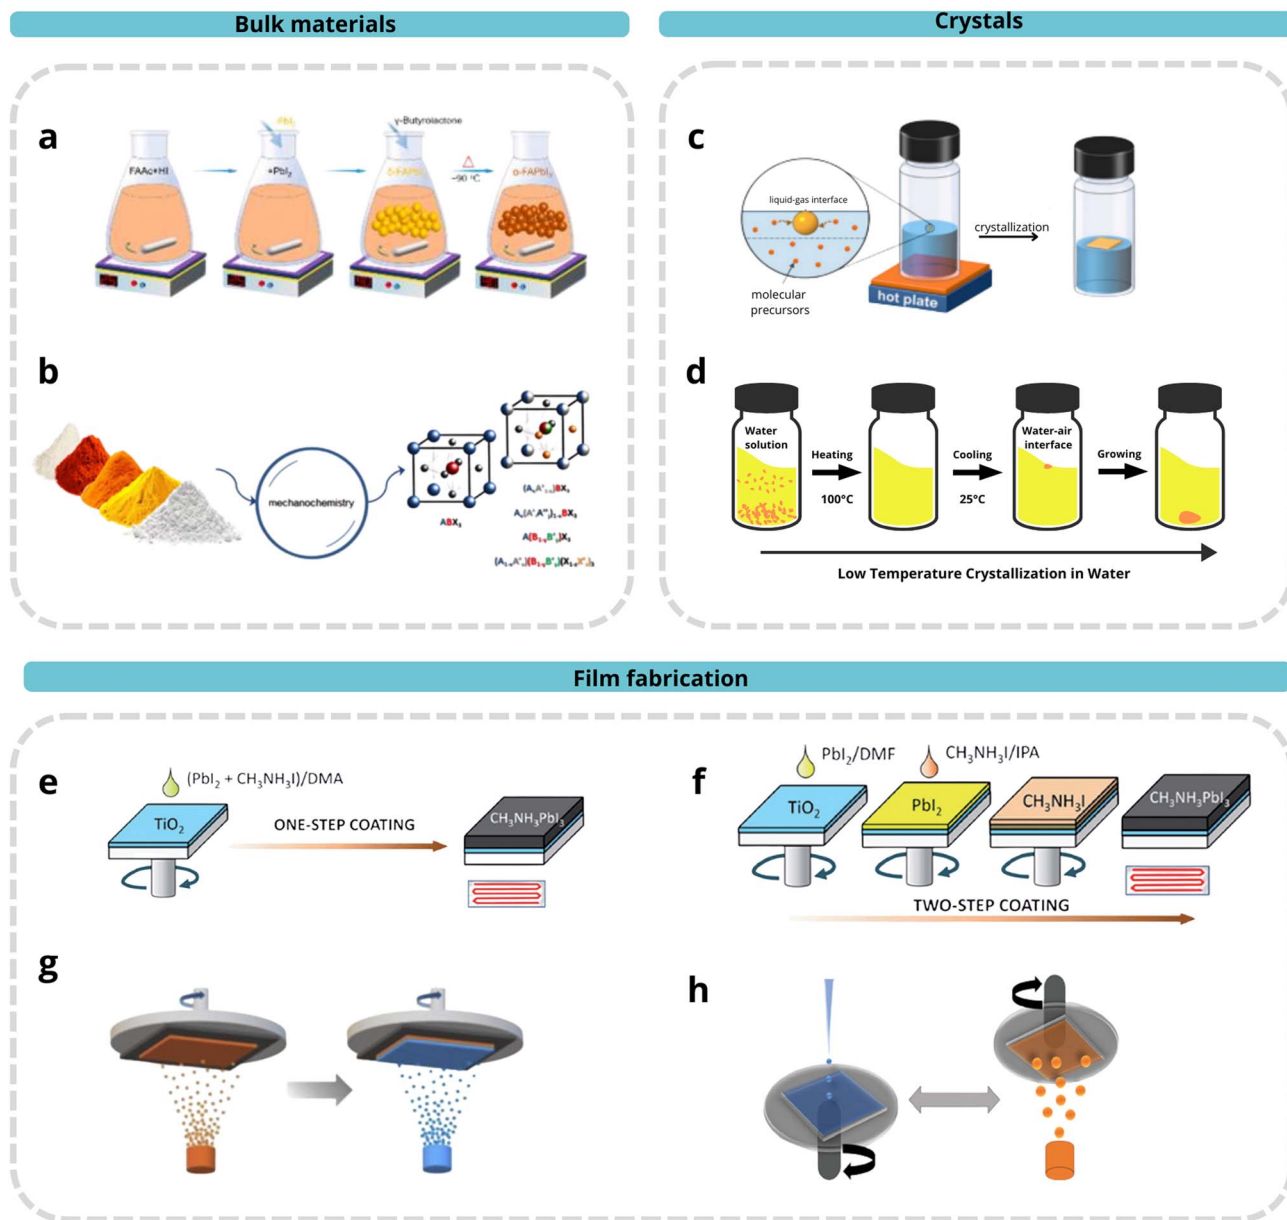 Bulk materials
Crystals
a
PbI₂
γ-Butyrolactone
FAAc+HI
+PbI₂
δ-FAPbI₃
~90 °C
α-FAPbI₃
b
mechanochemistry
ABX₃
c
liquid-gas interface
molecular
precursors
hot plate
crystallization
d
Water
solution
Heating
100°C
Cooling
25°C
Water-air
interface
Growing
Low Temperature Crystallization in Water
Film fabrication
e
(PbI₂ + CH₃NH₃I)/DMA
TiO₂
ONE-STEP COATING
CH₃NH₃PbI₃
f
PbI₂/DMF
CH₃NH₃I/IPA
TiO₂
PbI₂
CH₃NH₃I
CH₃NH₃PbI₃
TWO-STEP COATING
g
h